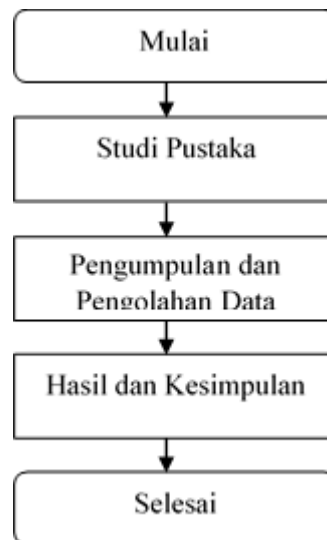 Mulai
Studi Pustaka
Pengumpulan dan
Pengolahan Data
Hasil dan Kesimpulan
Selesai